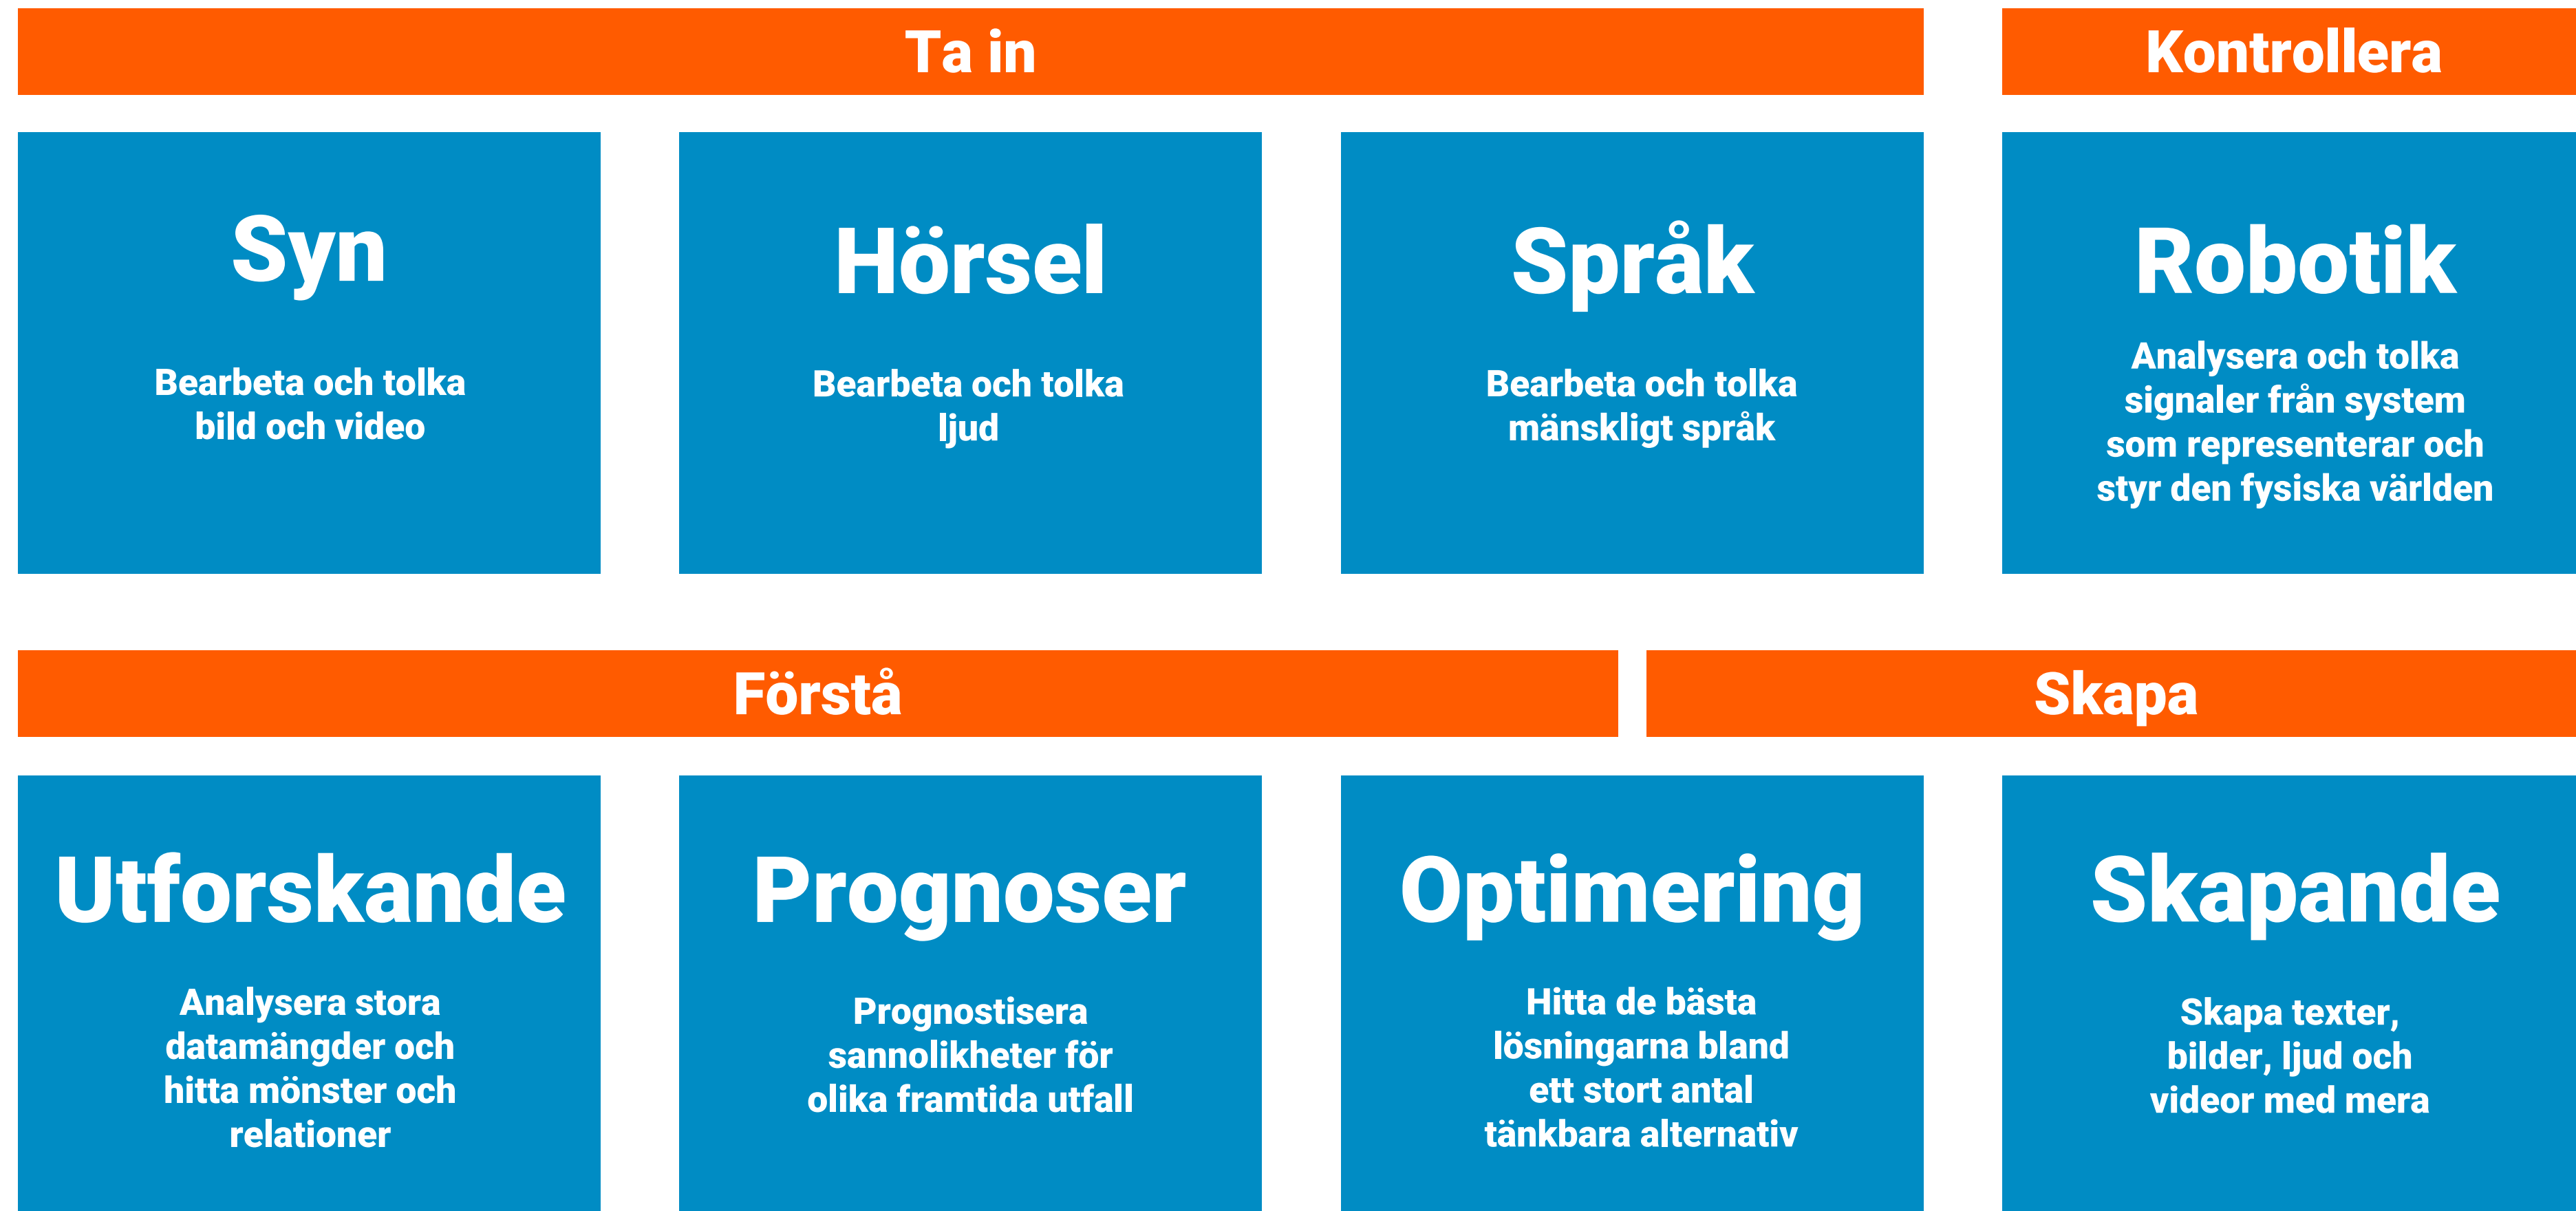 Ta in
Kontrollera
Syn
Bearbeta och tolka
bild och video
Hörsel
Bearbeta och tolka
ljud
Språk
Bearbeta och tolka
mänskligt språk
Robotik
Analysera och tolka
signaler från system
som representerar och
styr den fysiska världen
Förstå
Skapa
Utforskande
Analysera stora
datamängder och
hitta mönster och
relationer
Prognoser
Prognostisera
sannolikheter för
olika framtida utfall
Optimering
Hitta de bästa
lösningarna bland
ett stort antal
tänkbara alternativ
Skapande
Skapa texter,
bilder, ljud och
videor med mera